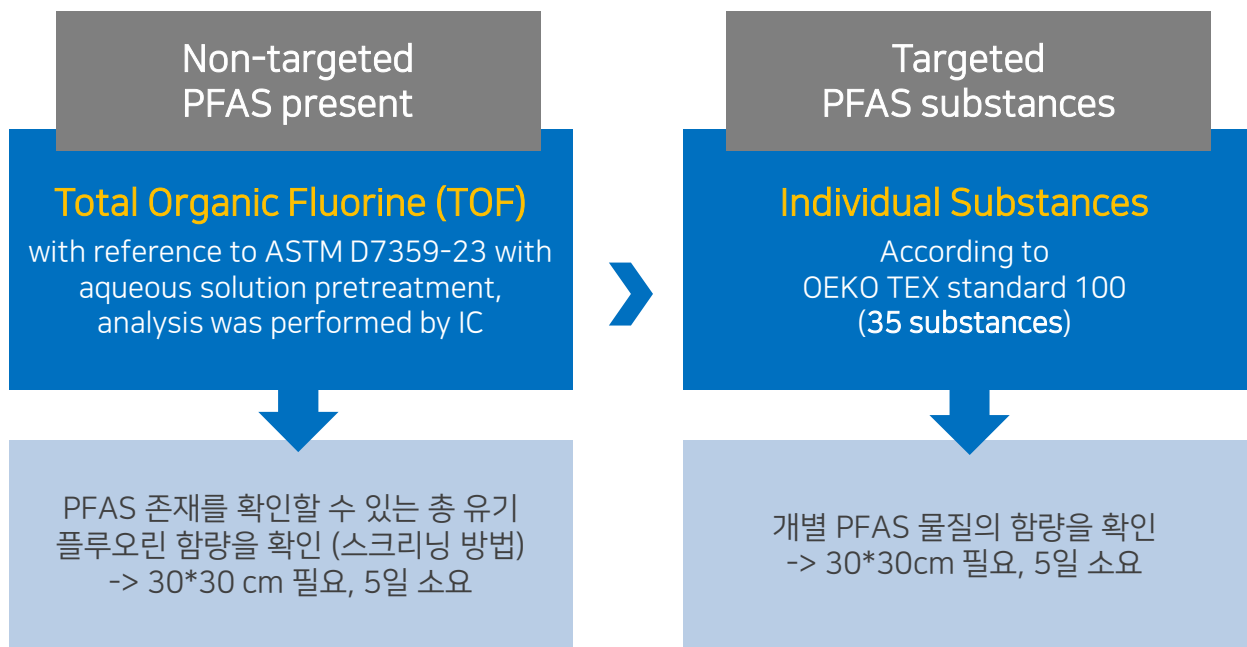 Non-targeted
PFAS present
Total Organic Fluorine (TOF)
with reference to ASTM D7359-23 with
aqueous solution pretreatment,
analysis was performed by IC
PFAS 존재를 확인할 수 있는 총 유기
플루오린 함량을 확인 (스크리닝 방법)
-> 30*30 cm 필요, 5일 소요
Targeted
PFAS substances
Individual Substances
According to
OEKO TEX standard 100
(35 substances)
개별 PFAS 물질의 함량을 확인
-> 30*30cm 필요, 5일 소요